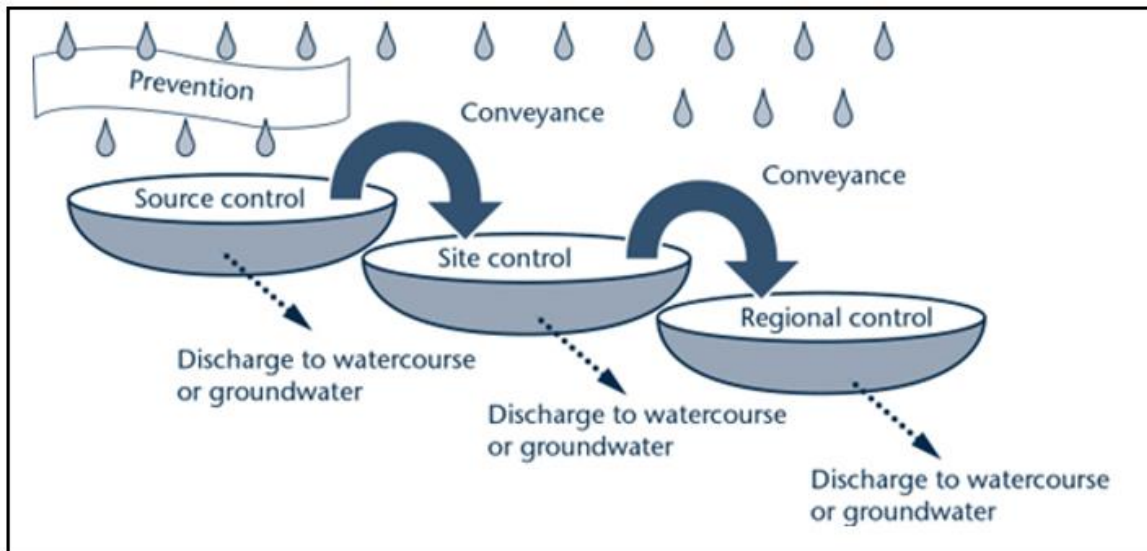 Prevention
Conveyance
Conveyance
Source control
Site control
Regional control
Discharge to watercourse
or groundwater
Discharge to watercourse
or groundwater
Discharge to watercourse
or groundwater